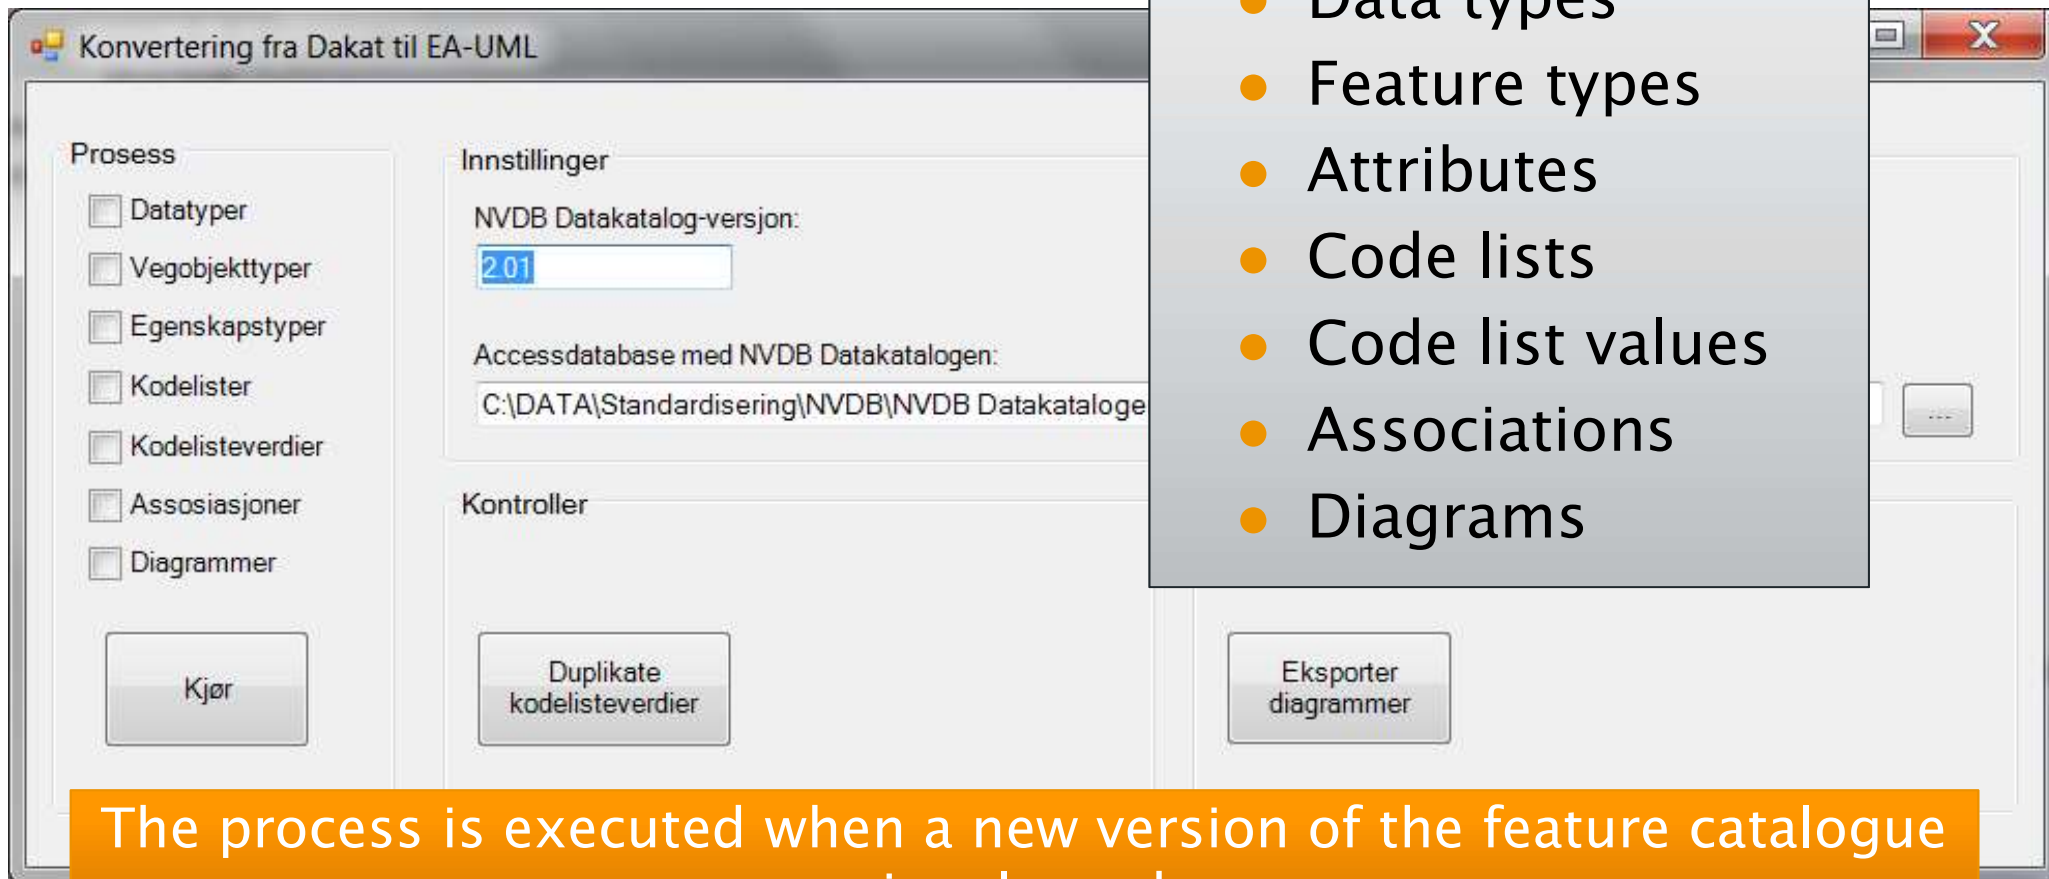 Konvertering fra Dakat til EA-UML
Prosess
Datatyper
Vegobjekttyper
Egenskapstyper
Kodelister
Kodelisteverdier
Assosiasjoner
Diagrammer
Kjør
Innstillinger
NVDB Datakatalog-versjon:
2.01
Accessdatabase med NVDB Datakatalogen:
C:\DATA\Standardisering\NVDB\NVDB Datakataloge
...
Kontroller
Duplikate
kodelisteverdier
Eksporter
diagrammer
● Data types
● Feature types
● Attributes
● Code lists
● Code list values
● Associations
● Diagrams
The process is executed when a new version of the feature catalogue